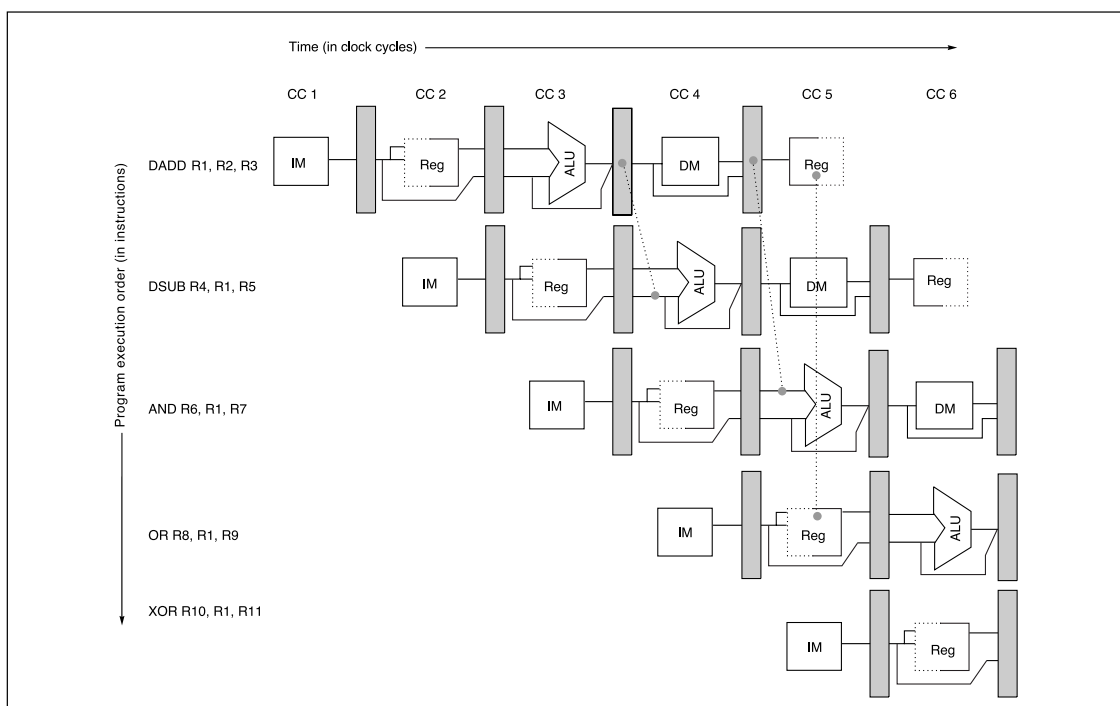 Time (in clock cycles)
CC 1 CC 2 CC 3 CC 4 CC 5 CC 6
Program execution order (in instructions)
DADD R1, R2, R3
IM Reg ALU DM Reg
DSUB R4, R1, R5
IM Reg ALU DM Reg
AND R6, R1, R7
IM Reg ALU DM
OR R8, R1, R9
IM Reg ALU
XOR R10, R1, R11
IM Reg